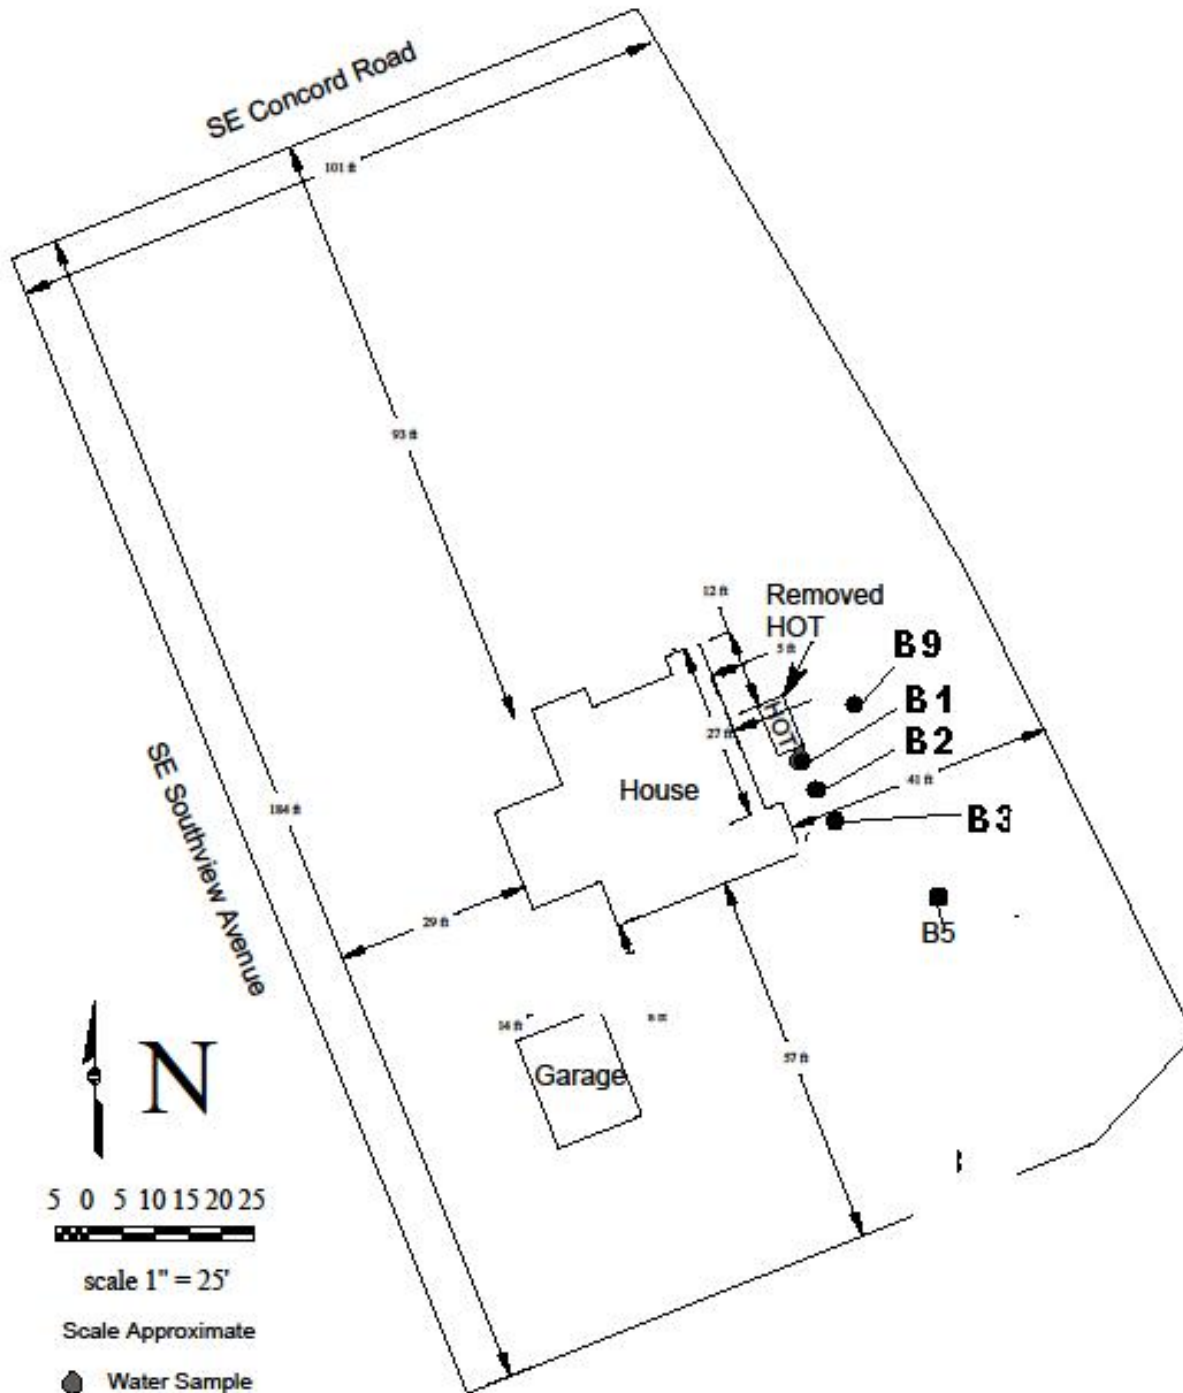 SE Concord Road
101 ft
93 ft
12 ft
Removed
HOT
5 ft
B9
HOT
B1
27 ft
B2
House
41 ft
B3
SE Southview Avenue
184 ft
29 ft
B5
14 ft
8 ft
57 ft
Garage
N
5 0 5 10 15 20 25
scale 1" = 25'
Scale Approximate
Water Sample